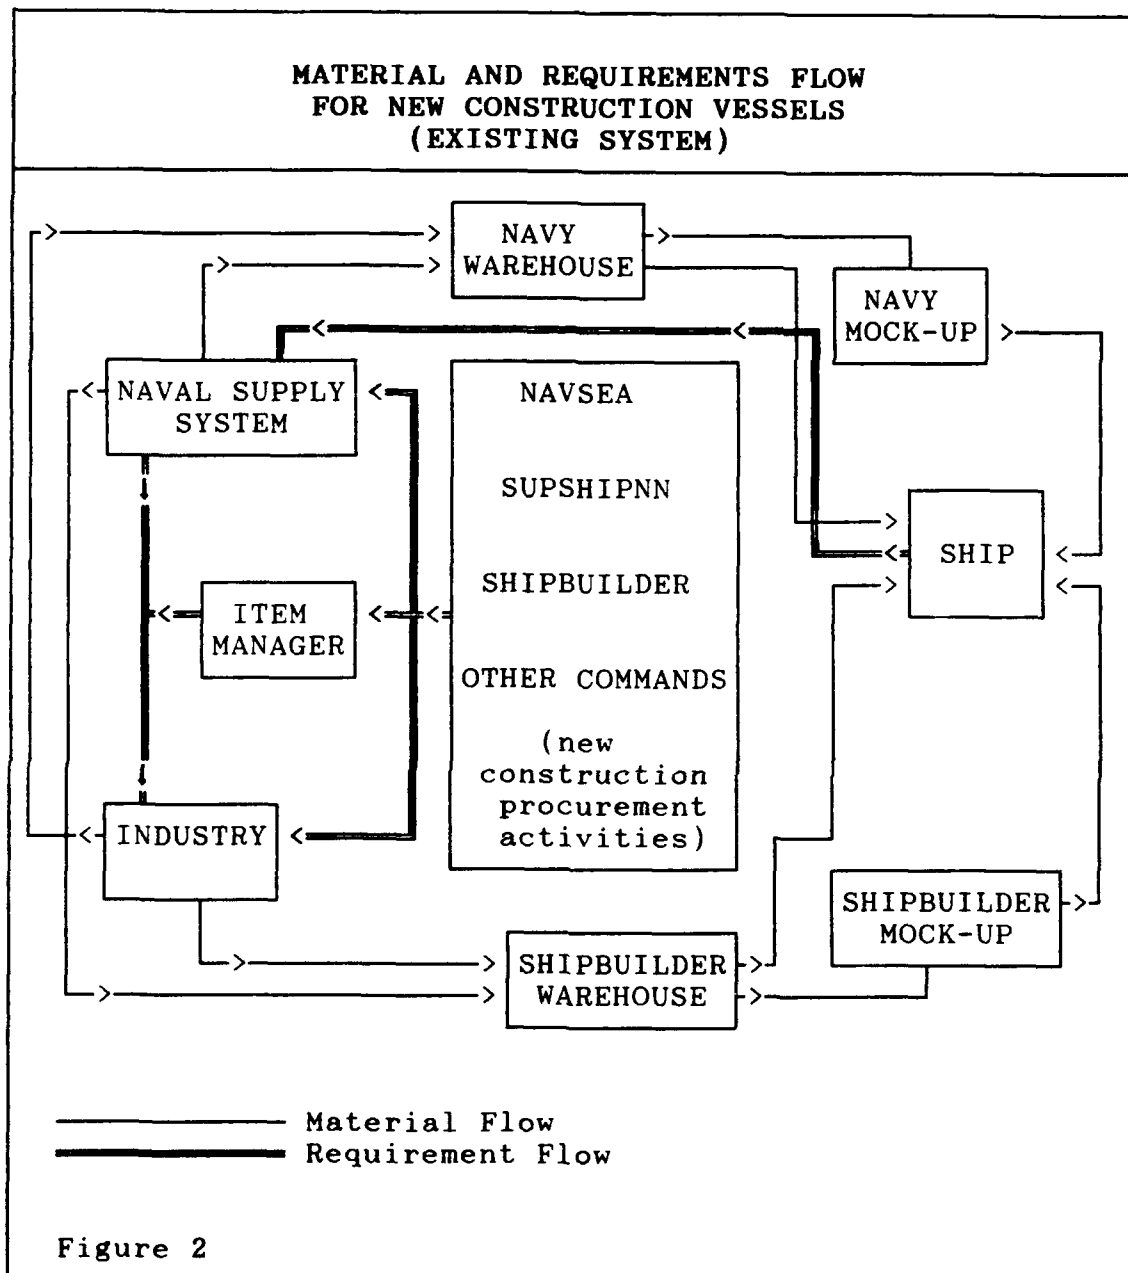 MATERIAL AND REQUIREMENTS FLOW
FOR NEW CONSTRUCTION VESSELS
(EXISTING SYSTEM)
NAVY
WAREHOUSE
NAVY
MOCK-UP
NAVAL SUPPLY
SYSTEM
NAVSEA
SUPSHIPNN
SHIPBUILDER
OTHER COMMANDS
(new
construction
procurement
activities)
SHIP
ITEM
MANAGER
INDUSTRY
SHIPBUILDER
MOCK-UP
SHIPBUILDER
WAREHOUSE
Material Flow
Requirement Flow
Figure 2